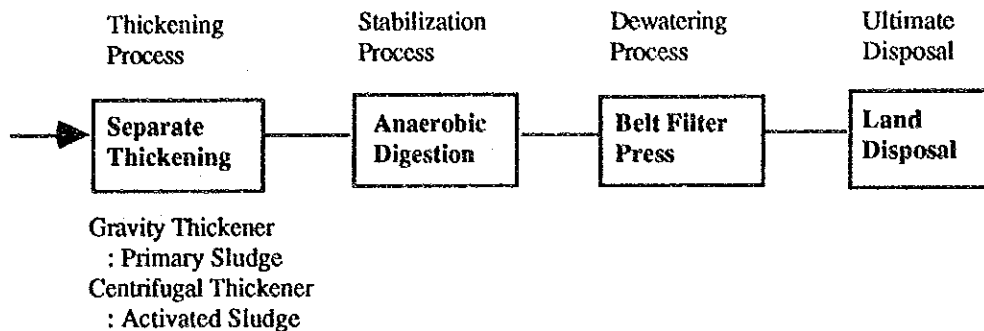 Thickening
Process
Stabilization
Process
Dewatering
Process
Ultimate
Disposal
Separate
Thickening
Anaerobic
Digestion
Belt Filter
Press
Land
Disposal
Gravity Thickener
: Primary Sludge
Centrifugal Thickener
: Activated Sludge